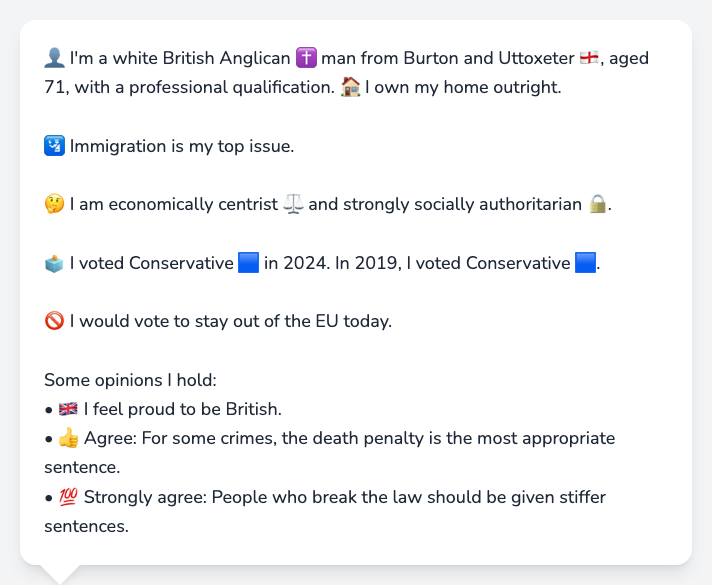 👤 I'm a white British Anglican ✝️ man from Burton and Uttoxeter 🏴󠁧󠁢󠁥󠁮󠁧󠁿, aged
71, with a professional qualification. 🏠 I own my home outright.
🛂 Immigration is my top issue.
🤔 I am economically centrist ⚖️ and strongly socially authoritarian 🔒.
🗳️ I voted Conservative 🟦 in 2024. In 2019, I voted Conservative 🟦.
🚫 I would vote to stay out of the EU today.
Some opinions I hold:
• 🇬🇧 I feel proud to be British.
• 👍 Agree: For some crimes, the death penalty is the most appropriate
sentence.
• 💯 Strongly agree: People who break the law should be given stiffer
sentences.